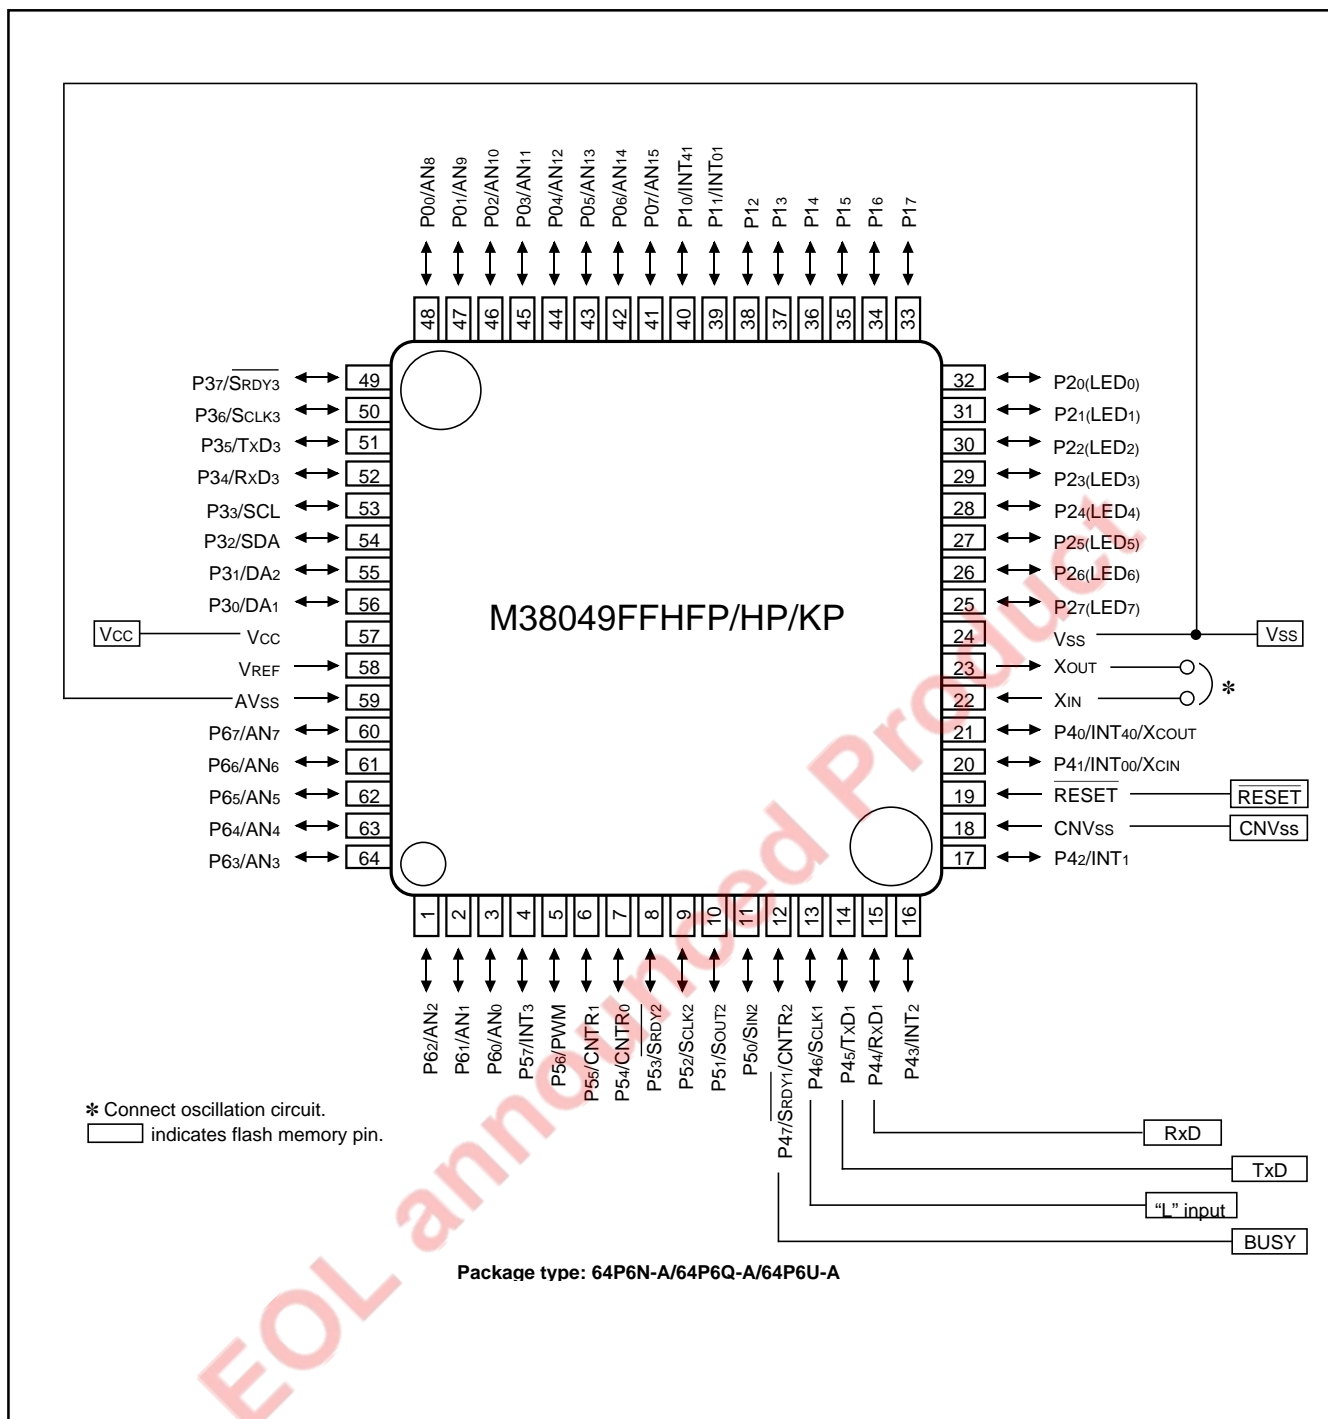 P00/AN8
P01/AN9
P02/AN10
P03/AN11
P04/AN12
P05/AN13
P06/AN14
P07/AN15
P10/INT41
P11/INT01
P12
P13
P14
P15
P16
P17
48 47 46 45 44 43 42 41 40 39 38 37 36 35 34 33
P37/SRDY3 49
P36/SCLK3 50
P35/TXD3 51
P34/RXD3 52
P33/SCL 53
P32/SDA 54
P31/DA2 55
P30/DA1 56
VCC VCC 57
VREF 58
AVSS 59
P67/AN7 60
P66/AN6 61
P65/AN5 62
P64/AN4 63
P63/AN3 64
M38049FFHFP/HP/KP
32 P20(LED0)
31 P21(LED1)
30 P22(LED2)
29 P23(LED3)
28 P24(LED4)
27 P25(LED5)
26 P26(LED6)
25 P27(LED7)
24 VSS VSS
23 XOUT
22 XIN
*
21 P40/INT40/XCOUT
20 P41/INT00/XCIN
19 RESET RESET
18 CNVSS CNVSS
17 P42/INT1
1 2 3 4 5 6 7 8 9 10 11 12 13 14 15 16
P62/AN2
P61/AN1
P60/AN0
P57/INT3
P56/PWM
P55/CNTR1
P54/CNTR0
P53/SRDY2
P52/SCLK2
P51/SOUT2
P50/SIN2
P47/SRDY1/CNTR2
P46/SCLK1
P45/TXD1
P44/RXD1
P43/INT2
* Connect oscillation circuit.
indicates flash memory pin.
RxD
TxD
“L” input
BUSY
Package type: 64P6N-A/64P6Q-A/64P6U-A
EOL announced Product